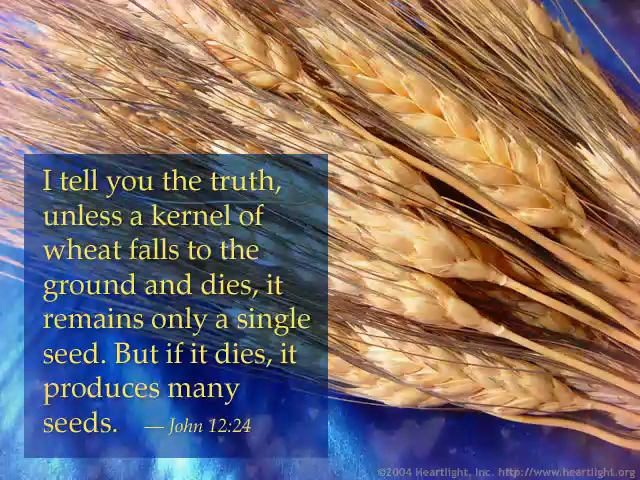 I tell you the truth,
unless a kernel of
wheat falls to the
ground and dies, it
remains only a single
seed. But if it dies, it
produces many
seeds. — John 12:24
©2004 Heartlight, Inc. http://www.heartlight.org